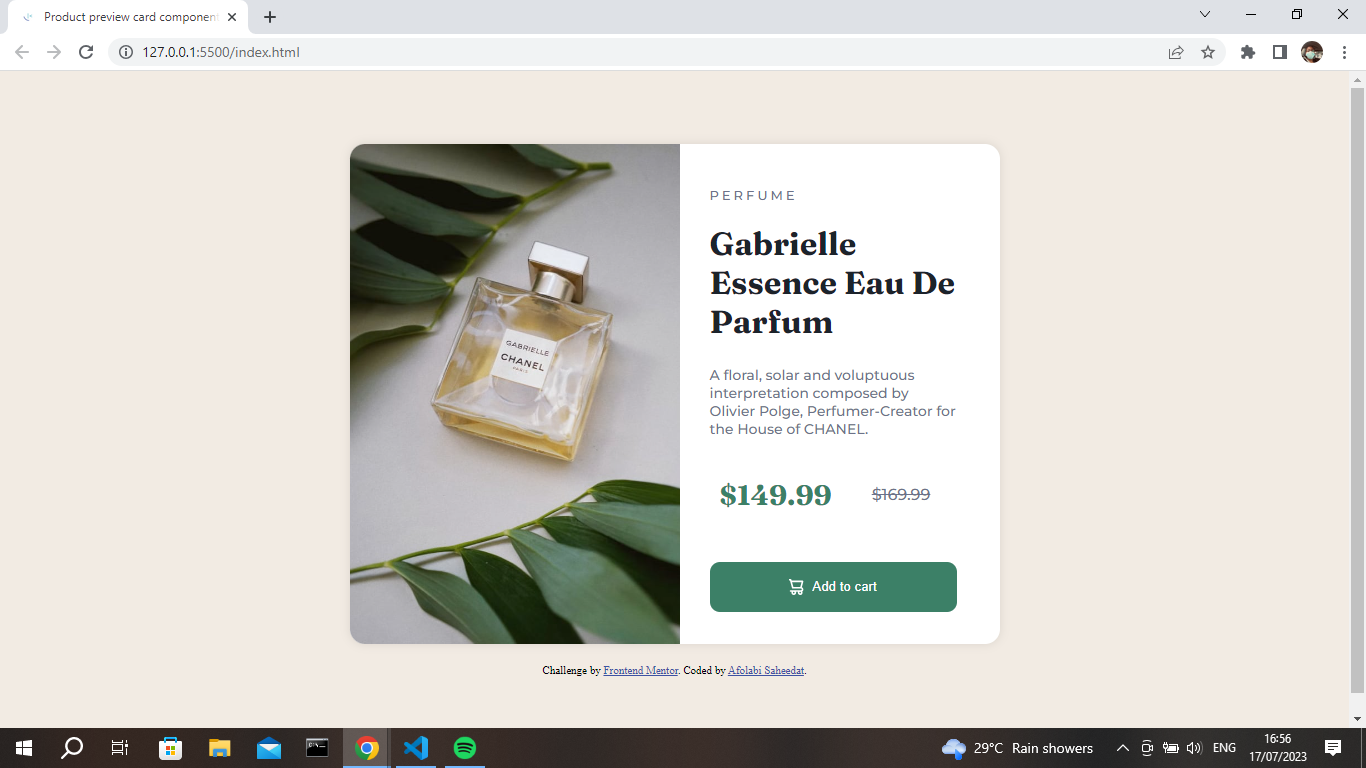 Product preview card component
127.0.0.1:5500/index.html
GABRIELLE
CHANEL
PARIS
PERFUME
Gabrielle
Essence Eau De
Parfum
A floral, solar and voluptuous
interpretation composed by
Olivier Polge, Perfumer-Creator for
the House of CHANEL.
$149.99 $169.99
Add to cart
Challenge by Frontend Mentor. Coded by Afolabi Saheedat.
29°C Rain showers
ENG
16:56
17/07/2023